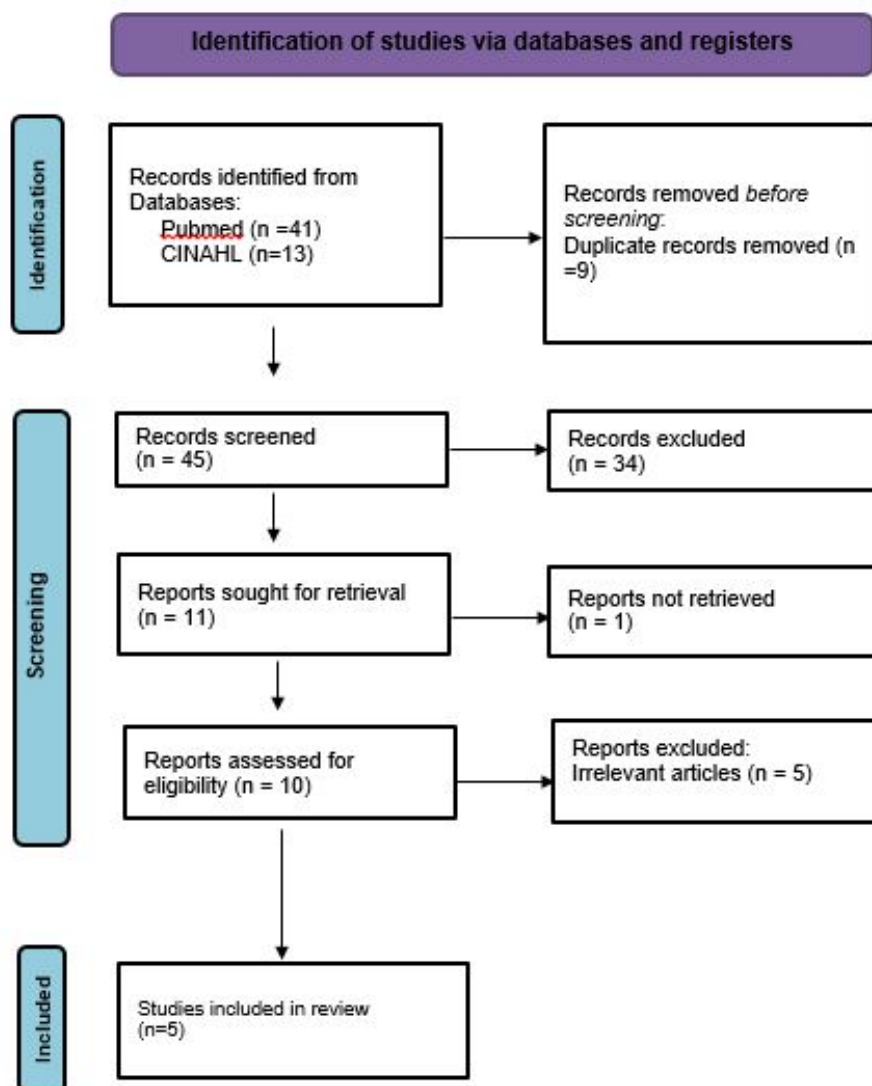 Identification of studies via databases and registers
Identification
Records identified from
Databases:
Pubmed (n =41)
CINAHL (n=13)
Records removed before
screening:
Duplicate records removed (n
=9)
Screening
Records screened
(n = 45)
Records excluded
(n = 34)
Reports sought for retrieval
(n = 11)
Reports not retrieved
(n = 1)
Reports assessed for
eligibility (n = 10)
Reports excluded:
Irrelevant articles (n = 5)
Included
Studies included in review
(n=5)